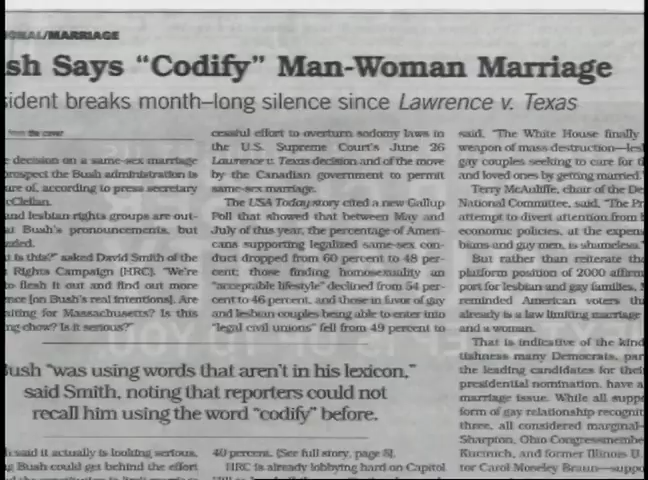 ONAL/MARRIAGE
sh Says "Codify" Man-Woman Marriage
ident breaks month–long silence since Lawrence v. Texas
from the cover
e decision on a same-sex marriage
prospect the Bush administration is
ure of, according to press secretary
cClellan.
and lesbian rights groups are out-
at Bush's pronouncements, but
t is this?" asked David Smith of the
Rights Campaign [HRC]. "We're
to flesh it out and find out more
ence [on Bush's real intentions]. Are
aiting for Massachusetts? Is this
ng chow? Is it serious?"
Bush "was using words that aren't in his lexicon,"
said Smith, noting that reporters could not
recall him using the word "codify" before.
h said it actually is looking serious,
g Bush could get behind the effort
cessful effort to overturn sodomy laws in
the U.S. Supreme Court's June 26
Lawrence v. Texas decision and of the move
by the Canadian government to permit
same-sex marriage.
The USA Today story cited a new Gallup
Poll that showed that between May and
July of this year, the percentage of Ameri-
cans supporting legalized same-sex con-
duct dropped from 60 percent to 48 per-
cent; those finding homosexuality an
"acceptable lifestyle" declined from 54 per-
cent to 46 percent, and those in favor of gay
and lesbian couples being able to enter into
"legal civil unions" fell from 49 percent to
40 percent. [See full story, page 8].
HRC is already lobbying hard on Capitol
said, "The White House finally
weapon of mass destruction—les
gay couples seeking to care for t
and loved ones by getting married.
Terry McAuliffe, chair of the De
National Committee, said, "The Pr
attempt to divert attention from
economic policies, at the expen
bians and gay men, is shameless.
But rather than reiterate the
platform position of 2000 affirm
port for lesbian and gay families,
reminded American voters th
already is a law limiting marriage
and a woman.
That is indicative of the kind
tishness many Democrats, par
the leading candidates for thei
presidential nomination, have a
marriage issue. While all supp
form of gay relationship recognit
three, all considered marginal—
Sharpton, Ohio Congressmembe
Kucinich, and former Illinois U.
tor Carol Moseley Braun—suppo